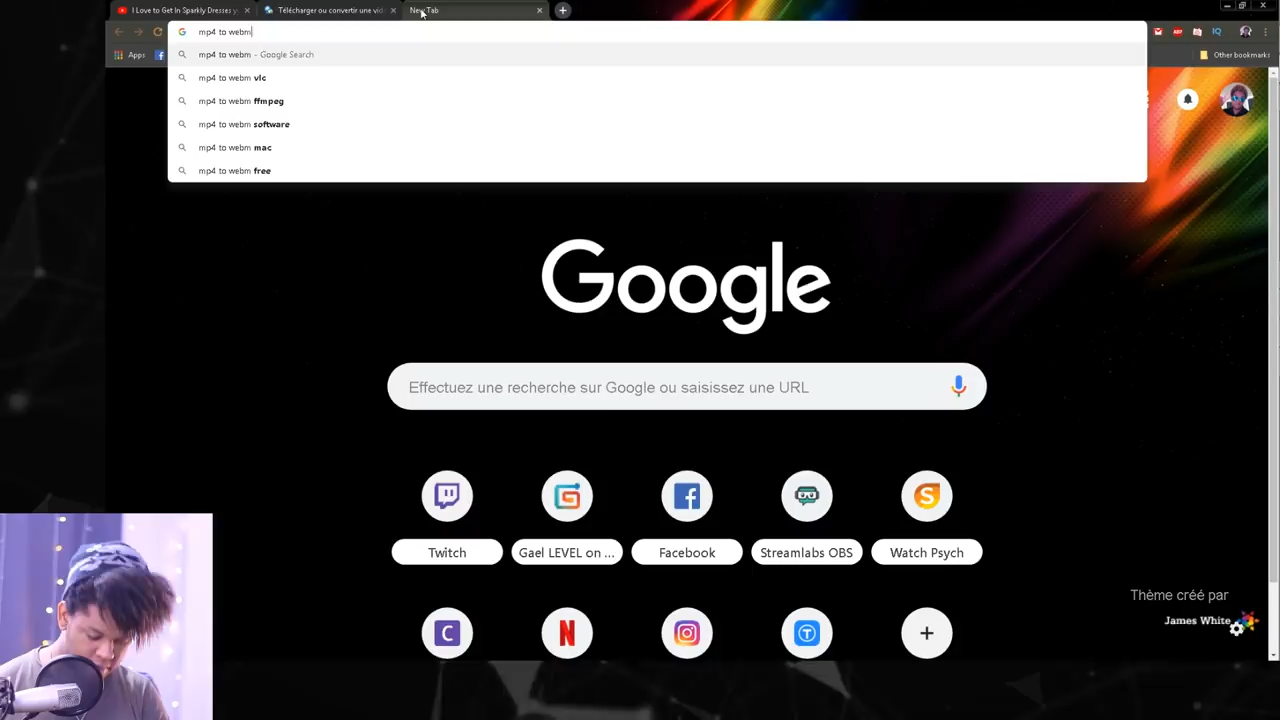 I Love to Get In Sparkly Dresses y
Télécharger ou convertir une vid
New Tab
mp4 to webm
Apps
Other bookmarks
mp4 to webm - Google Search
mp4 to webm vlc
mp4 to webm ffmpeg
mp4 to webm software
mp4 to webm mac
mp4 to webm free
Google
Effectuez une recherche sur Google ou saisissez une URL
Twitch
Gael LEVEL on ...
Facebook
Streamlabs OBS
Watch Psych
Thème créé par
James White